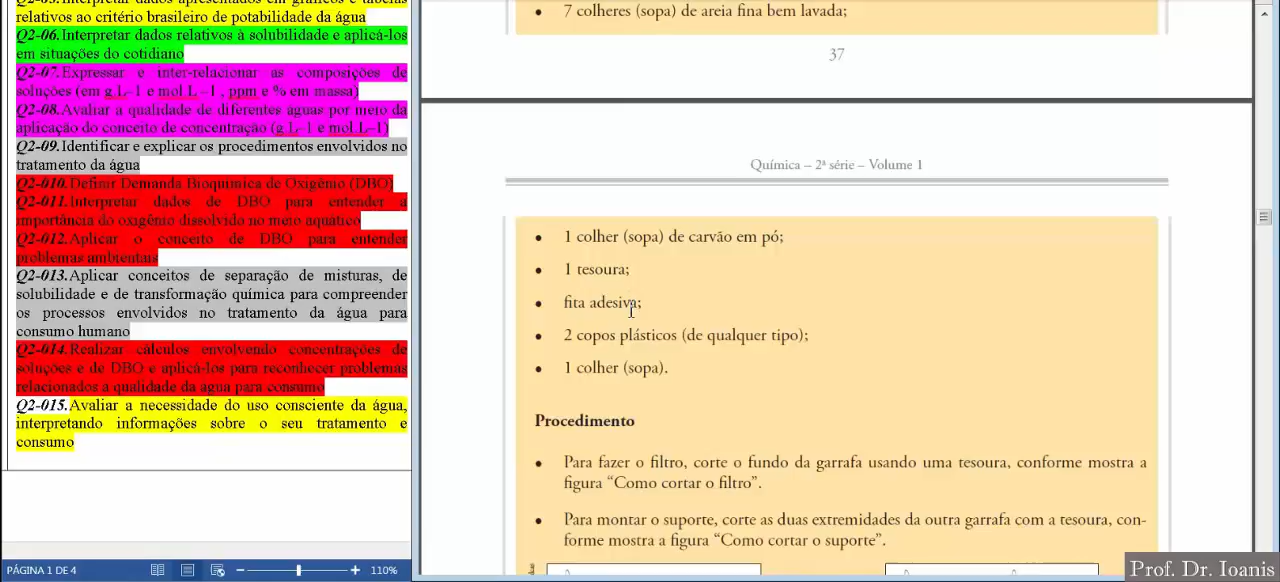 relativos ao critério brasileiro de potabilidade da água
Q2-06.Interpretar dados relativos à solubilidade e aplicá-los
em situações do cotidiano
Q2-07.Expressar e inter-relacionar as composições de
soluções (em g.L–1 e mol.L –1 , ppm e % em massa)
Q2-08.Avaliar a qualidade de diferentes águas por meio da
aplicação do conceito de concentração (g.L–1 e mol.L–1)
Q2-09.Identificar e explicar os procedimentos envolvidos no
tratamento da água
Q2-010.Definir Demanda Bioquímica de Oxigênio (DBO)
Q2-011.Interpretar dados de DBO para entender a
importância do oxigênio dissolvido no meio aquático
Q2-012.Aplicar o conceito de DBO para entender
problemas ambientais
Q2-013.Aplicar conceitos de separação de misturas, de
solubilidade e de transformação química para compreender
os processos envolvidos no tratamento da água para
consumo humano
Q2-014.Realizar cálculos envolvendo concentrações de
soluções e de DBO e aplicá-los para reconhecer problemas
relacionados à qualidade da água para consumo
Q2-015.Avaliar a necessidade do uso consciente da água,
interpretando informações sobre o seu tratamento e
consumo
PÁGINA 1 DE 4
110%
• 7 colheres (sopa) de areia fina bem lavada;
37
Química – 2ª série – Volume 1
• 1 colher (sopa) de carvão em pó;
• 1 tesoura;
• fita adesiva;
• 2 copos plásticos (de qualquer tipo);
• 1 colher (sopa).
Procedimento
• Para fazer o filtro, corte o fundo da garrafa usando uma tesoura, conforme mostra a
figura “Como cortar o filtro”.
• Para montar o suporte, corte as duas extremidades da outra garrafa com a tesoura, con-
forme mostra a figura “Como cortar o suporte”.
Prof. Dr. Ioanis